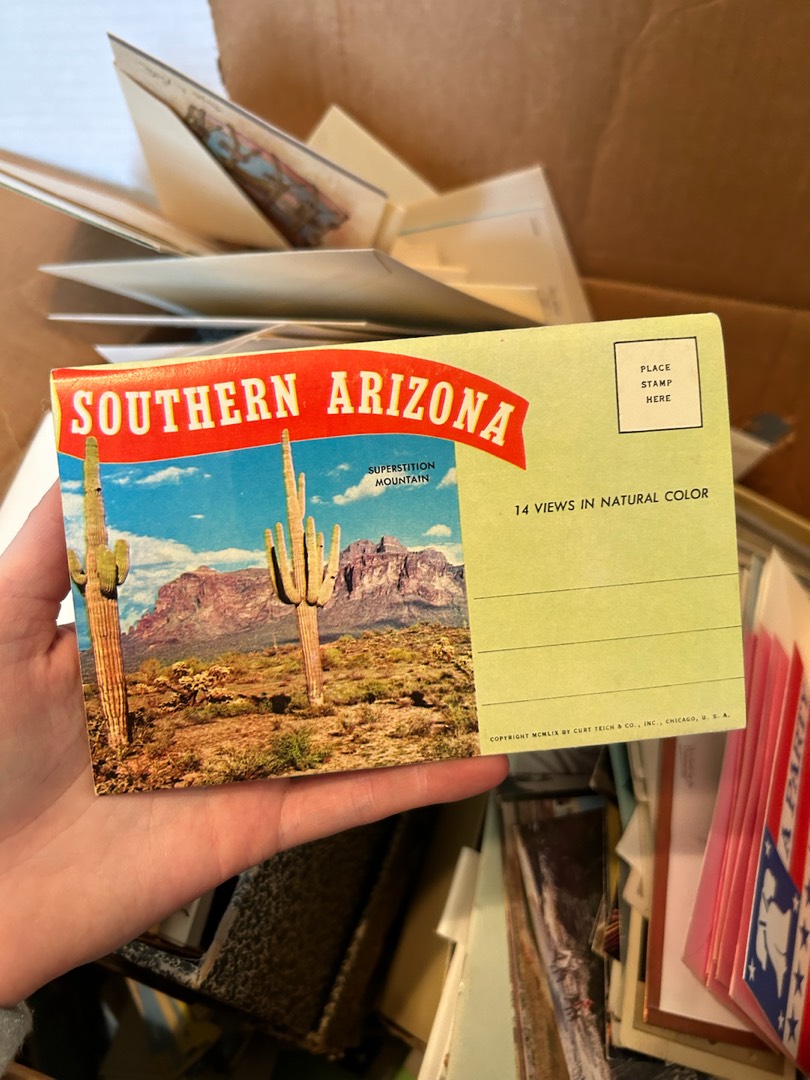 SOUTHERN ARIZONA
SUPERSTITION
MOUNTAIN
PLACE
STAMP
HERE
14 VIEWS IN NATURAL COLOR
COPYRIGHT MCMLIX BY CURT TEICH & CO., INC., CHICAGO, U. S. A.